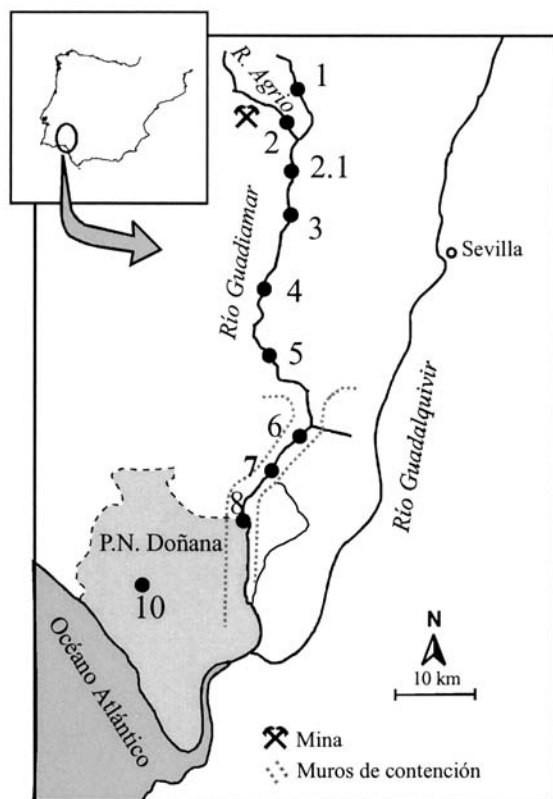 R. Agrio
1
2
2.1
3
Río Guadiamar
4
5
Sevilla
Río Guadalquivir
6
7
8
P.N. Doñana
10
Océano Atlántico
N
10 km
Mina
Muros de contención